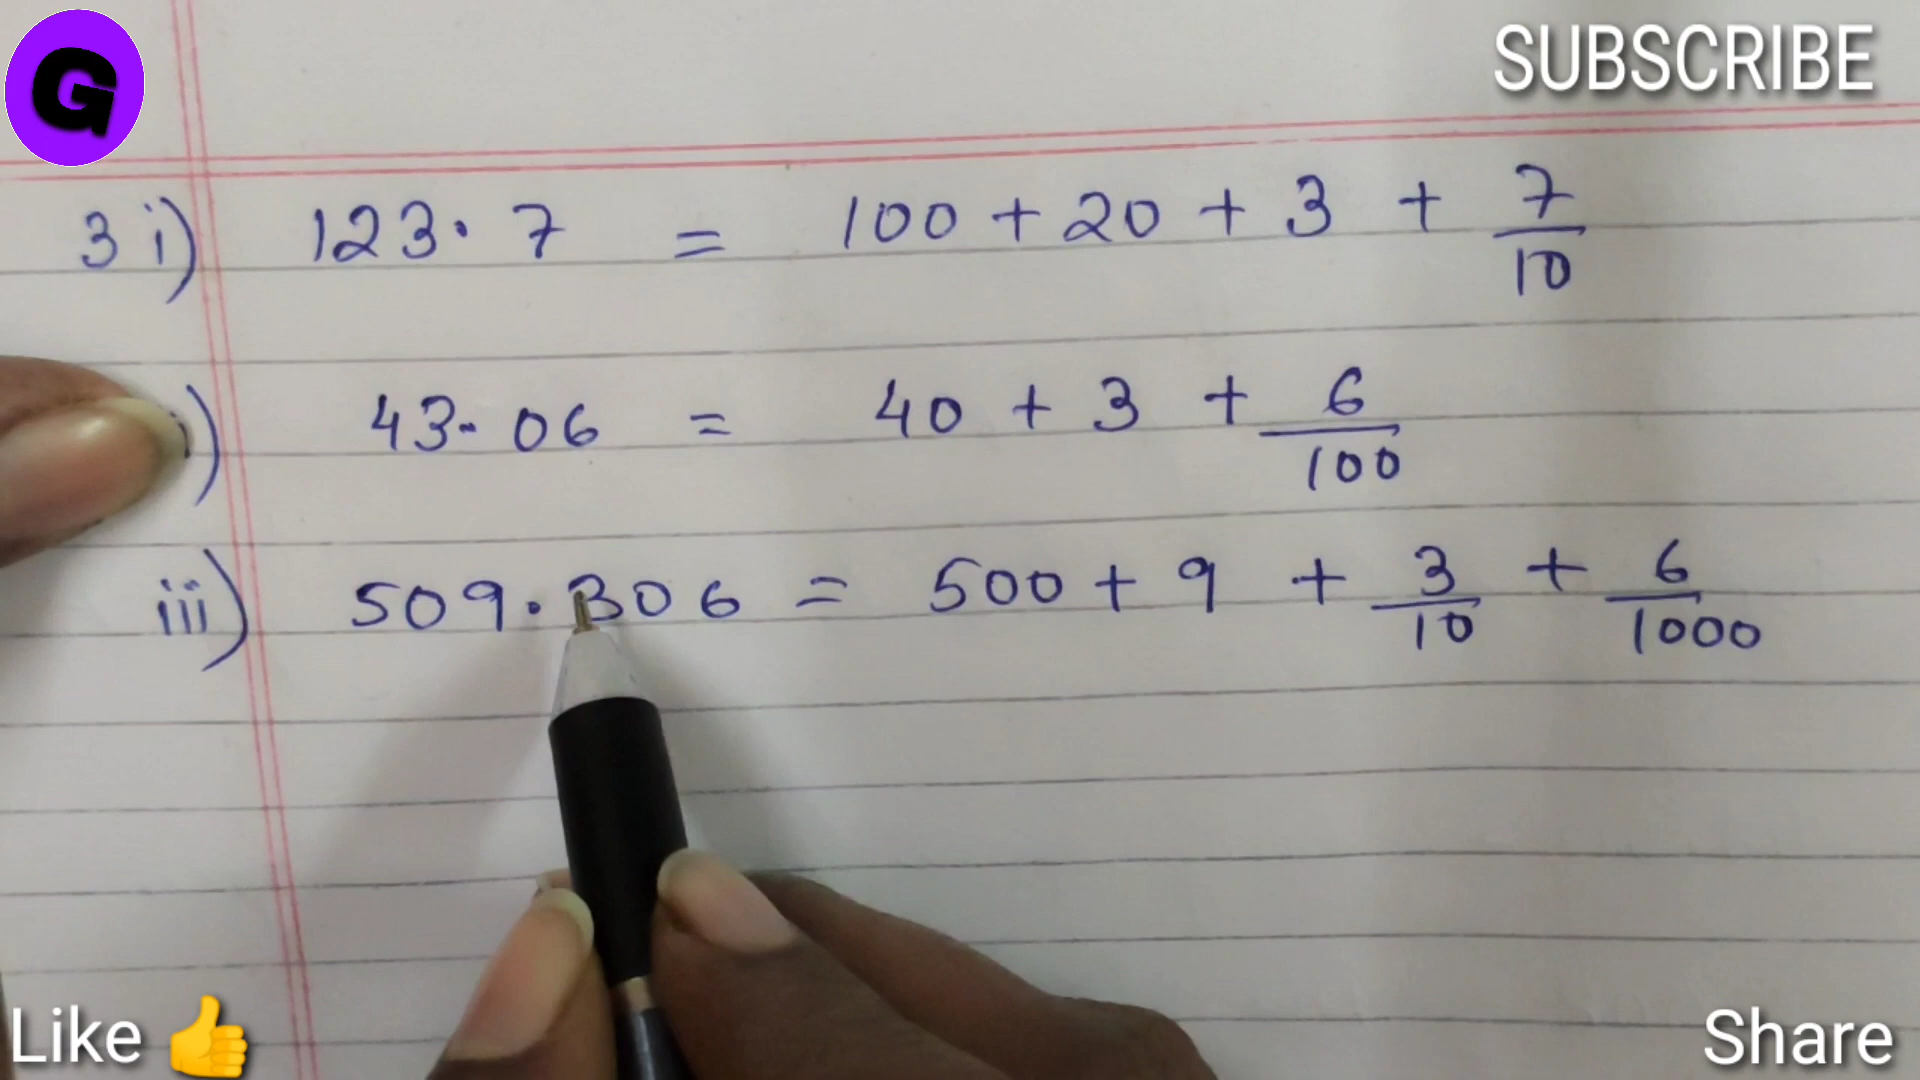 G
SUBSCRIBE
3 i) 123.7 = 100 + 20 + 3 + 7/10
) 43.06 = 40 + 3 + 6/100
iii) 509.306 = 500 + 9 + 3/10 + 6/1000
Like 👍
Share